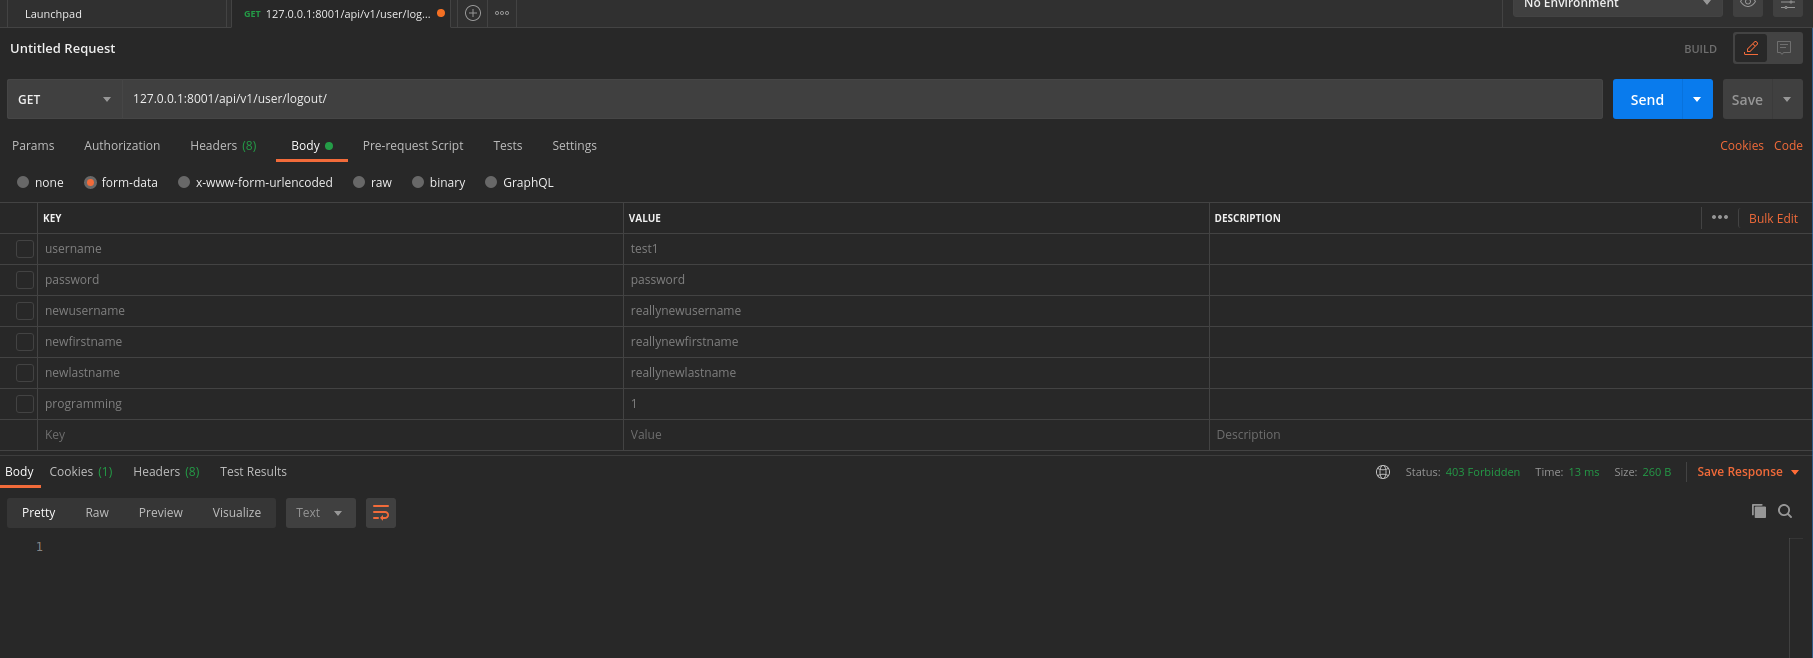 Launchpad
GET 127.0.0.1:8001/api/v1/user/log...
No Environment
Untitled Request
BUILD
GET 127.0.0.1:8001/api/v1/user/logout/ Send Save
Params Authorization Headers (8) Body Pre-request Script Tests Settings Cookies Code
none form-data x-www-form-urlencoded raw binary GraphQL
KEY VALUE DESCRIPTION ••• Bulk Edit
username test1
password password
newusername reallynewusername
newfirstname reallynewfirstname
newlastname reallynewlastname
programming 1
Key Value Description
Body Cookies (1) Headers (8) Test Results Status: 403 Forbidden Time: 13 ms Size: 260 B Save Response
Pretty Raw Preview Visualize Text
1